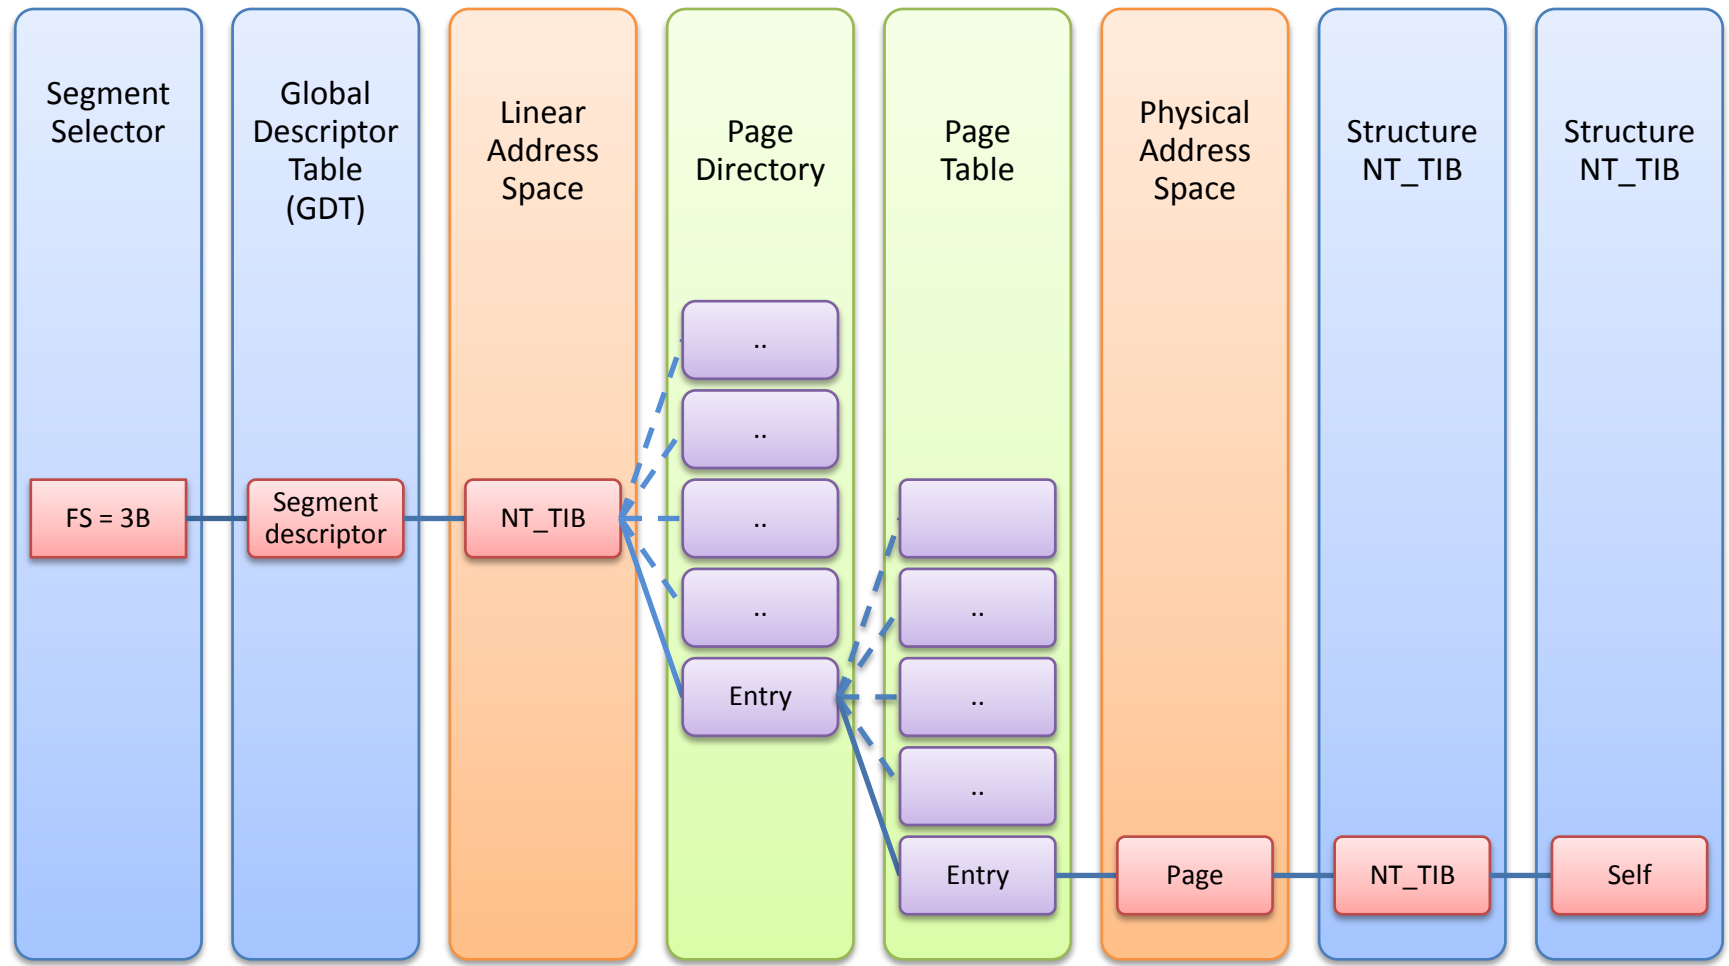 Segment
Selector
Global
Descriptor
Table
(GDT)
Linear
Address
Space
Page
Directory
Page
Table
Physical
Address
Space
Structure
NT_TIB
Structure
NT_TIB
FS = 3B
Segment
descriptor
NT_TIB
..
..
..
..
Entry
..
..
..
Entry
Page
NT_TIB
Self